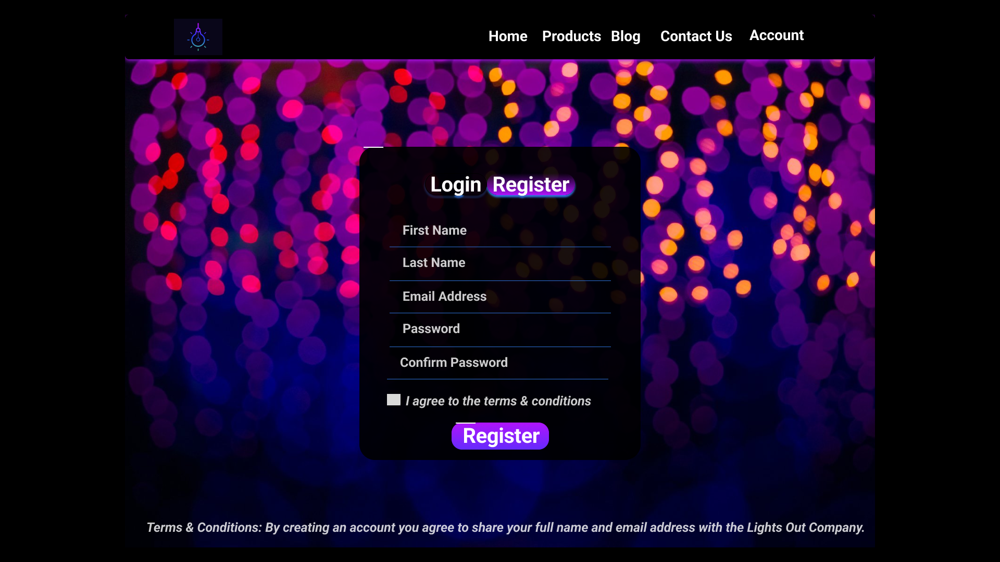 Home Products Blog Contact Us Account
Login Register
First Name
Last Name
Email Address
Password
Confirm Password
I agree to the terms & conditions
Register
Terms & Conditions: By creating an account you agree to share your full name and email address with the Lights Out Company.